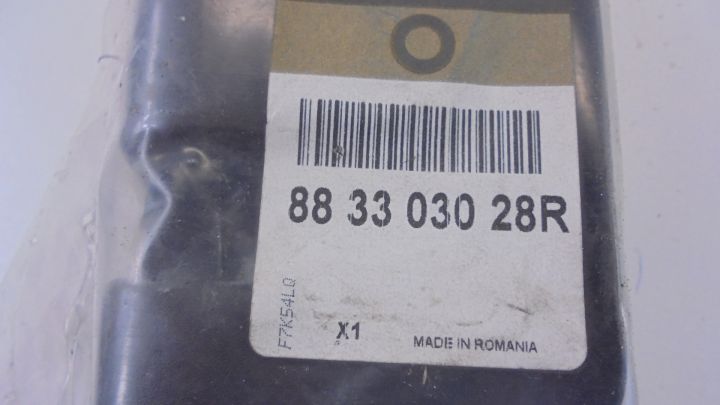 88 33 030 28R
F7K54LQ
X1
MADE IN ROMANIA